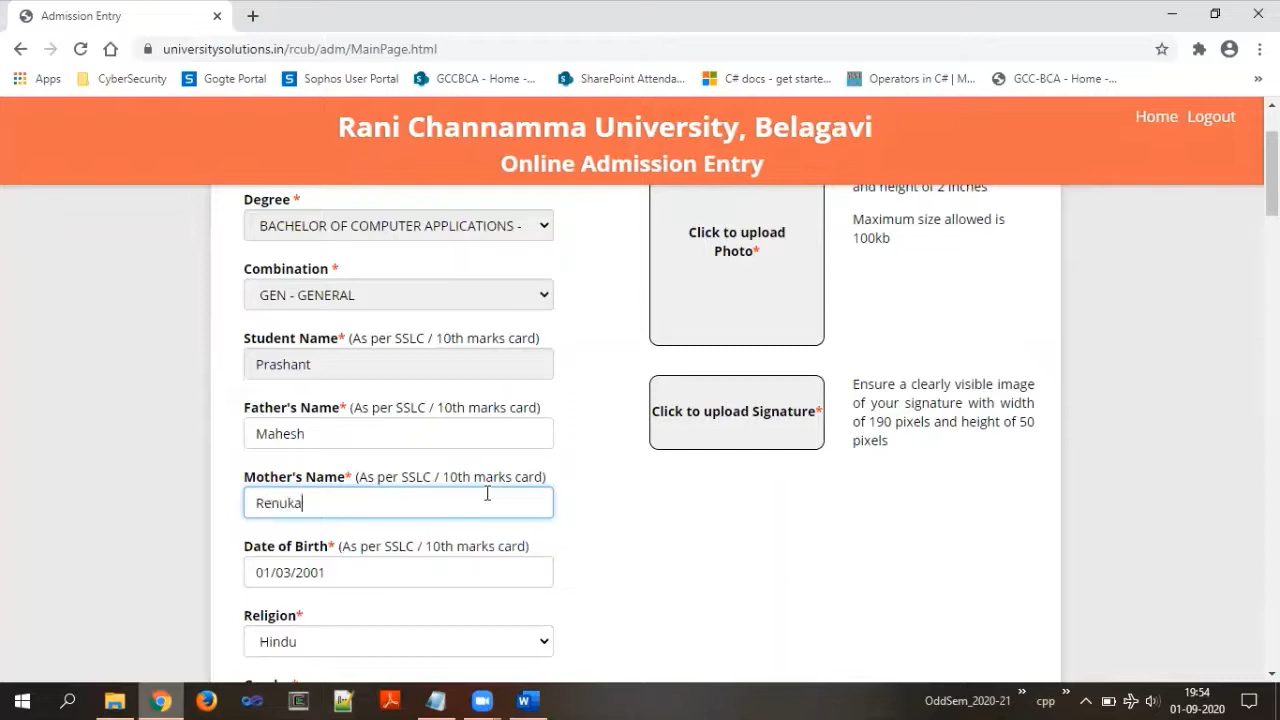 Admission Entry
universitysolutions.in/rcub/adm/MainPage.html
Apps CyberSecurity Gogte Portal Sophos User Portal GCCBCA - Home -... SharePoint Attenda... C# docs - get starte... Operators in C# | M... GCC-BCA - Home -... »
Home Logout
Rani Channamma University, Belagavi
Online Admission Entry
Degree *
BACHELOR OF COMPUTER APPLICATIONS -
Combination *
GEN - GENERAL
Student Name* (As per SSLC / 10th marks card)
Prashant
Father's Name* (As per SSLC / 10th marks card)
Mahesh
Mother's Name* (As per SSLC / 10th marks card)
Renuka
Date of Birth* (As per SSLC / 10th marks card)
01/03/2001
Religion*
Hindu
Click to upload
Photo*
and height of 2 inches
Maximum size allowed is
100kb
Click to upload Signature*
Ensure a clearly visible image
of your signature with width
of 190 pixels and height of 50
pixels
OddSem_2020-21 » cpp »
19:54
01-09-2020